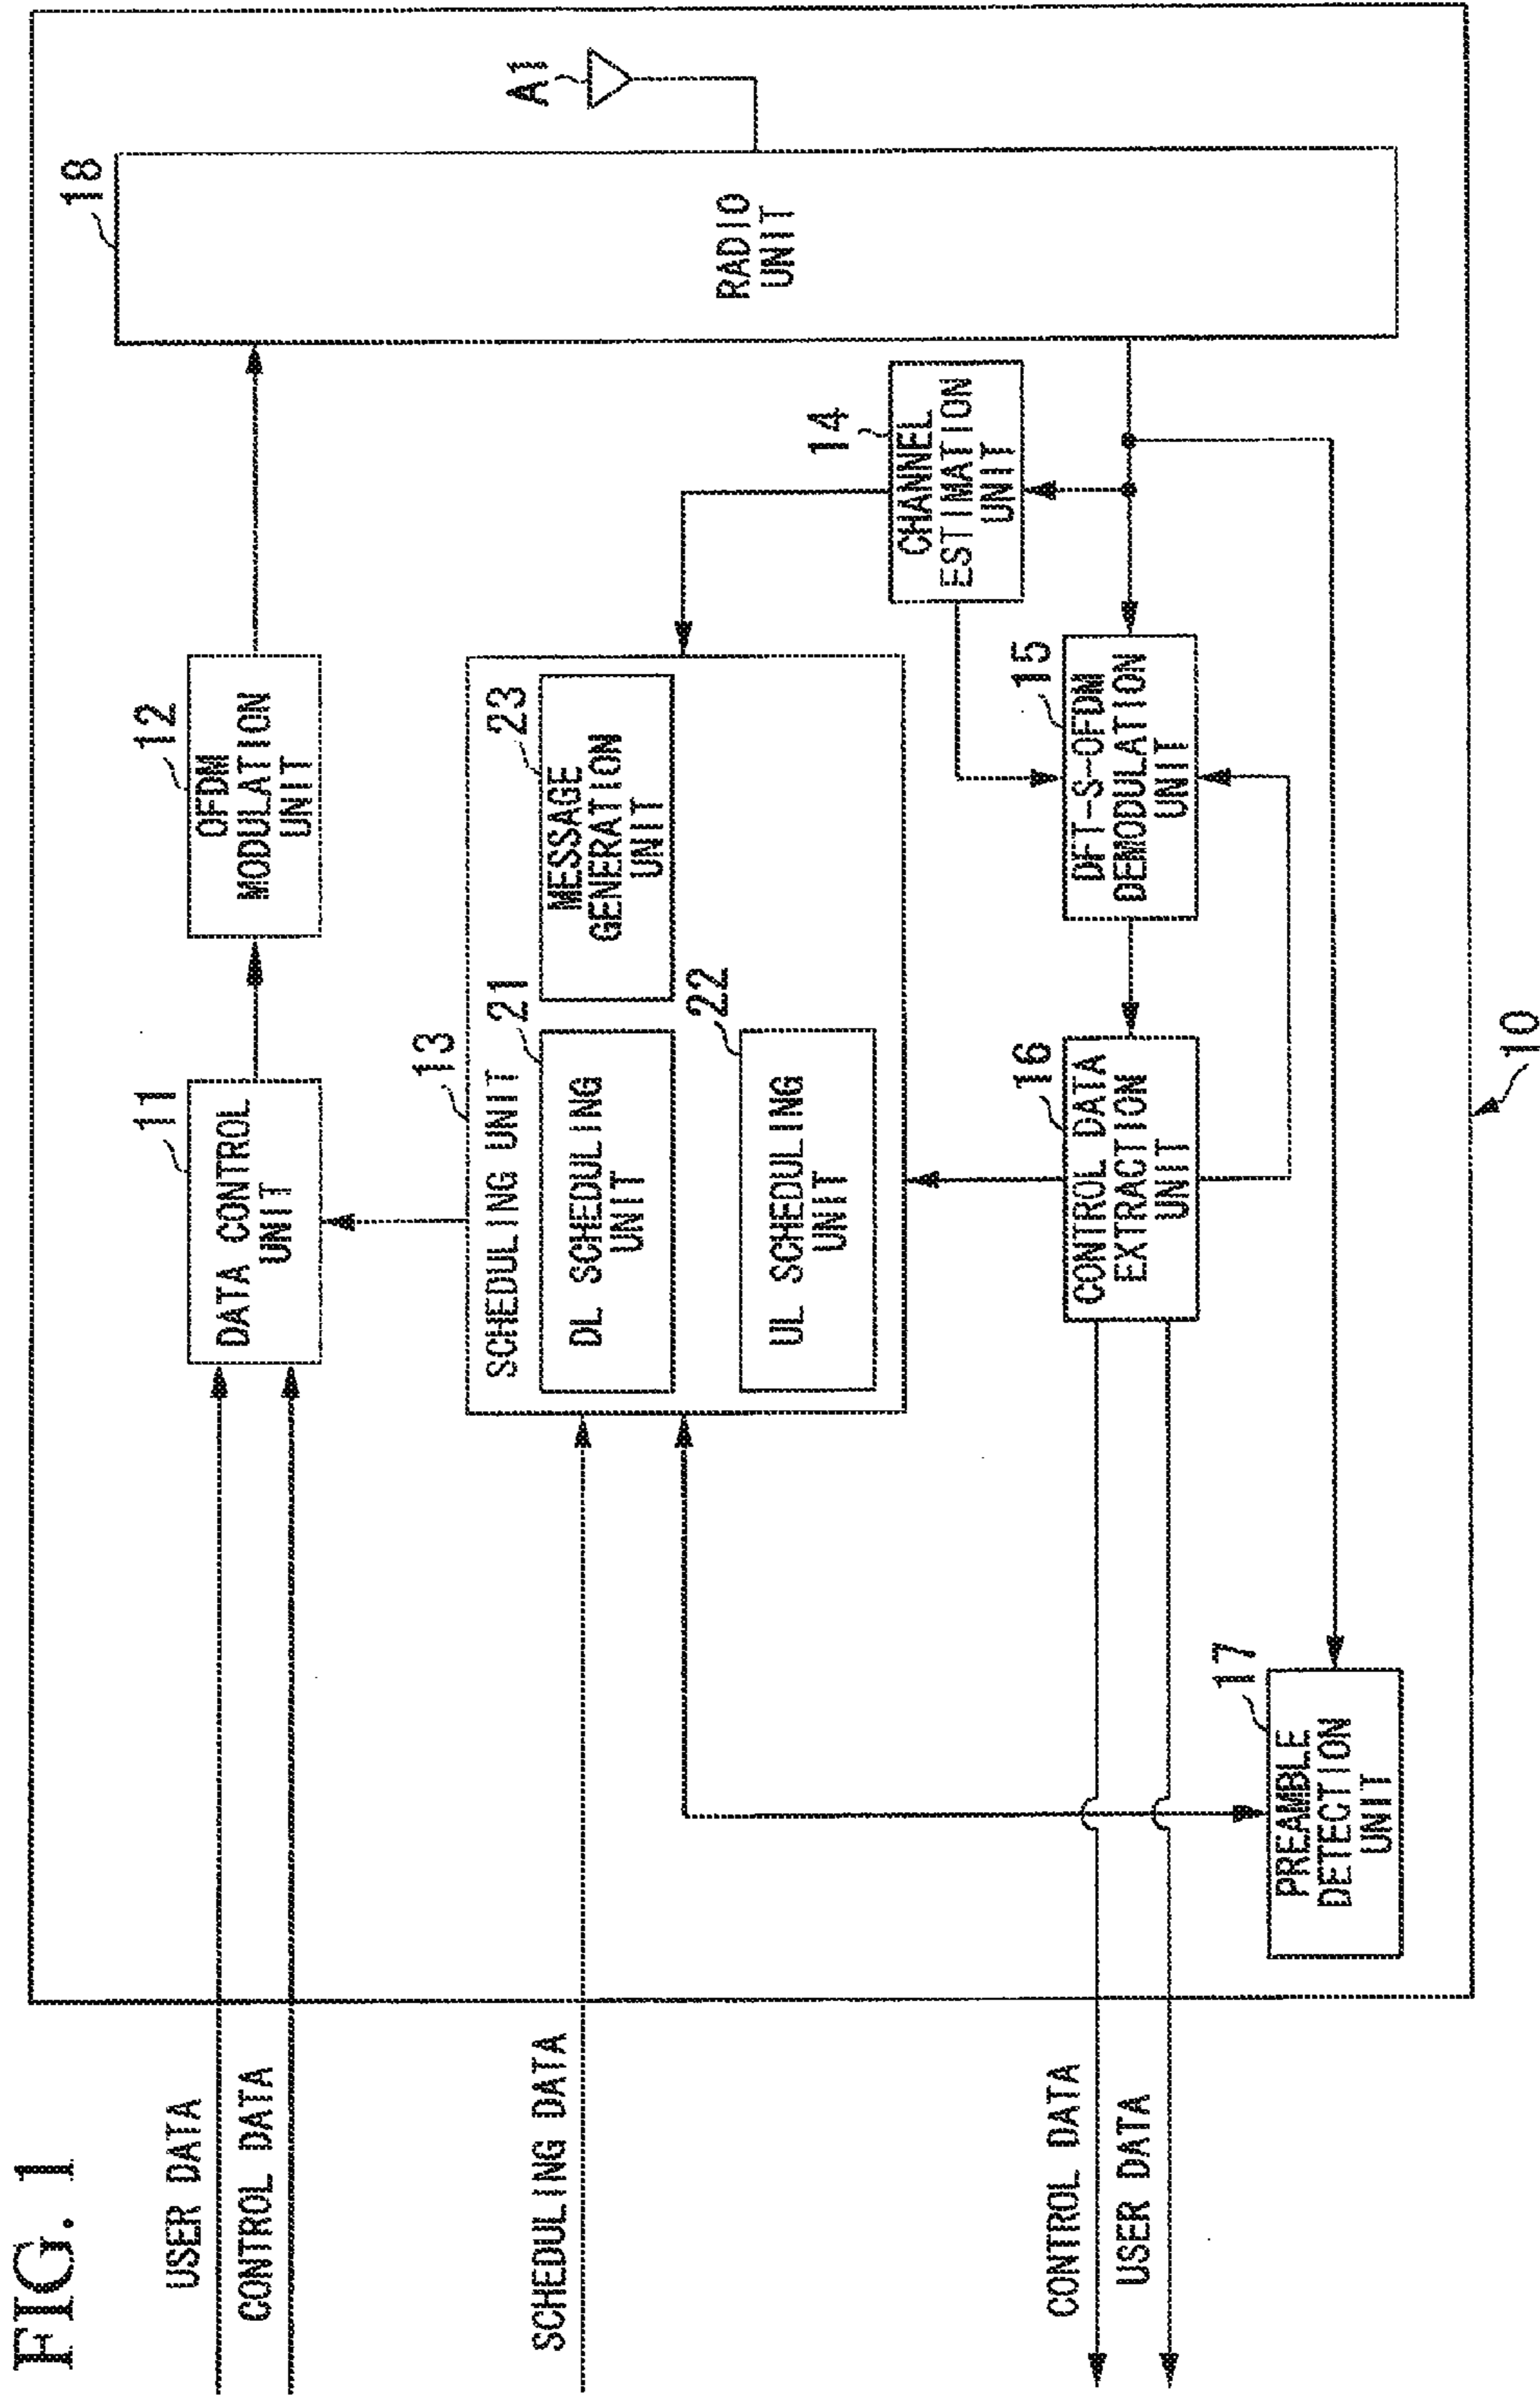 FIG. 1
USER DATA
CONTROL DATA
SCHEDULING DATA
CONTROL DATA
USER DATA
11
DATA CONTROL
UNIT
12
OFDM
MODULATION
UNIT
18
RADIO
UNIT
A1
13
SCHEDULING UNIT
21
DL SCHEDULING
UNIT
22
UL SCHEDULING
UNIT
23
MESSAGE
GENERATION
UNIT
14
CHANNEL
ESTIMATION
UNIT
15
DFT-S-OFDM
DEMODULATION
UNIT
16
CONTROL DATA
EXTRACTION
UNIT
17
PREAMBLE
DETECTION
UNIT
10